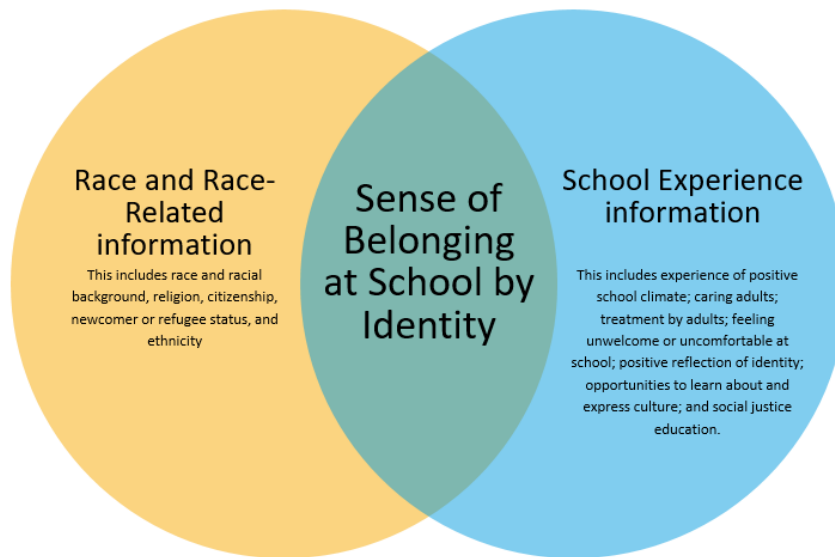 Race and Race-
Related
information
This includes race and racial
background, religion, citizenship,
newcomer or refugee status, and
ethnicity
Sense of
Belonging
at School by
Identity
School Experience
information
This includes experience of positive
school climate; caring adults;
treatment by adults; feeling
unwelcome or uncomfortable at
school; positive reflection of identity;
opportunities to learn about and
express culture; and social justice
education.